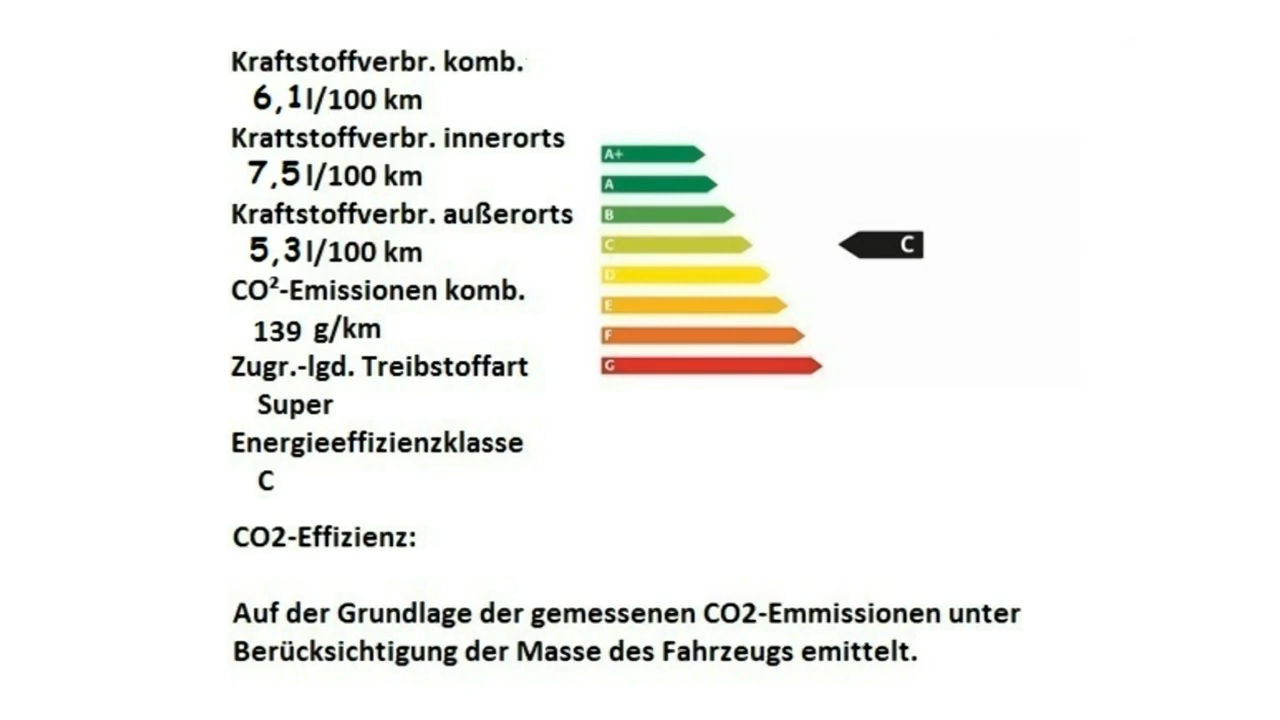 Kraftstoffverbr. komb.
6,1 l/100 km
Krattstoffverbr. innerorts
7,5 l/100 km
Kraftstoffverbr. außerorts
5,3 l/100 km
CO²-Emissionen komb.
139 g/km
Zugr.-lgd. Treibstoffart
Super
Energieeffizienzklasse
C
A+
A
B
C
C
D
E
F
G
CO2-Effizienz:
Auf der Grundlage der gemessenen CO2-Emmissionen unter
Berücksichtigung der Masse des Fahrzeugs emittelt.